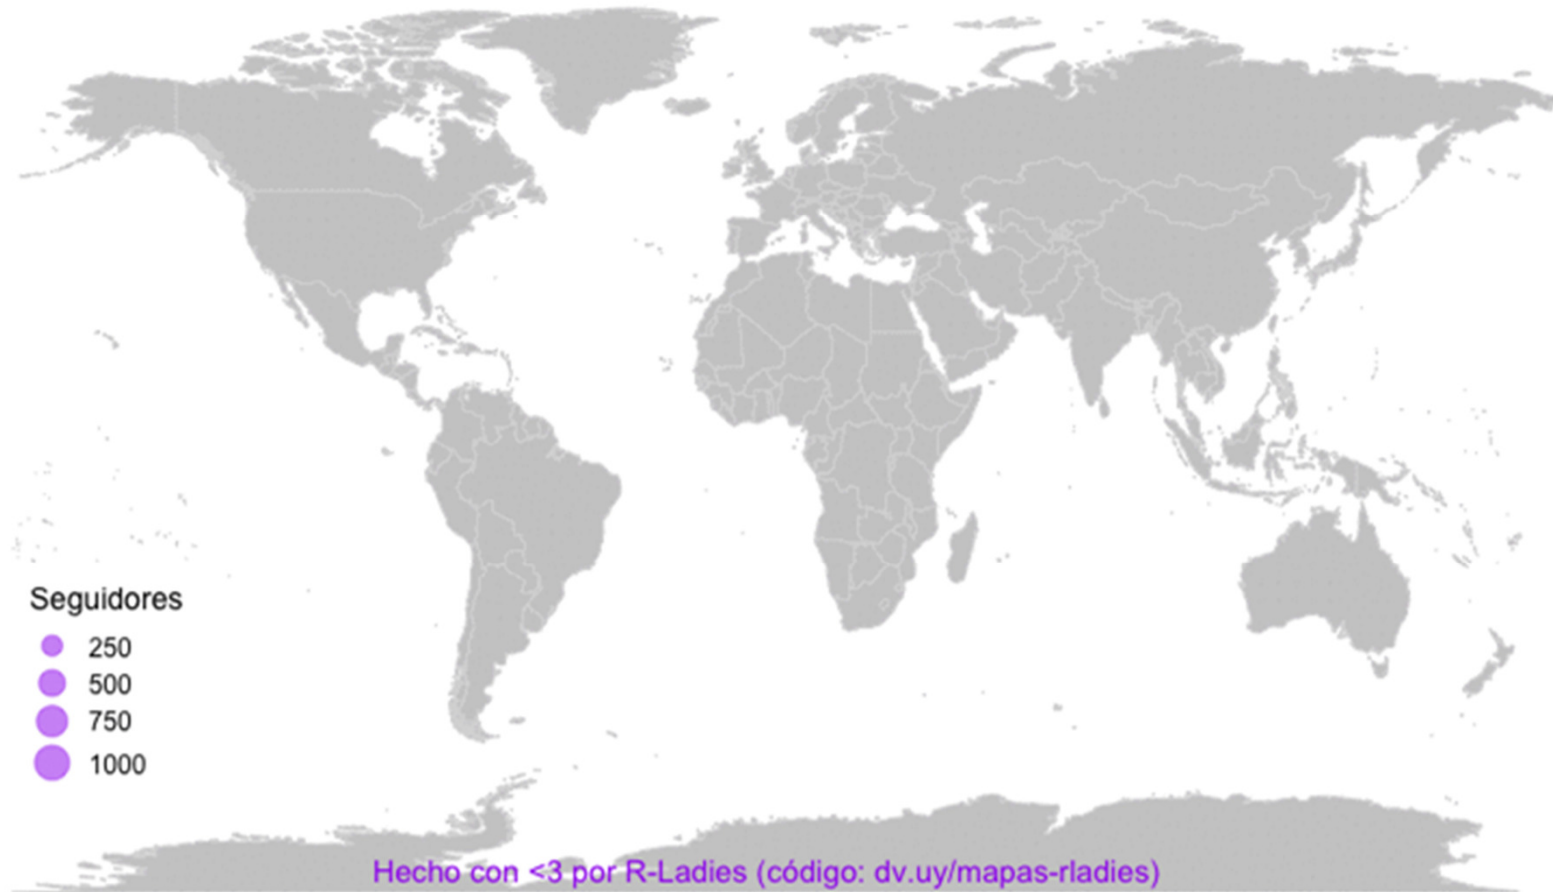 Seguidores
250
500
750
1000
Hecho con <3 por R-Ladies (código: dv.uy/mapas-rladies)